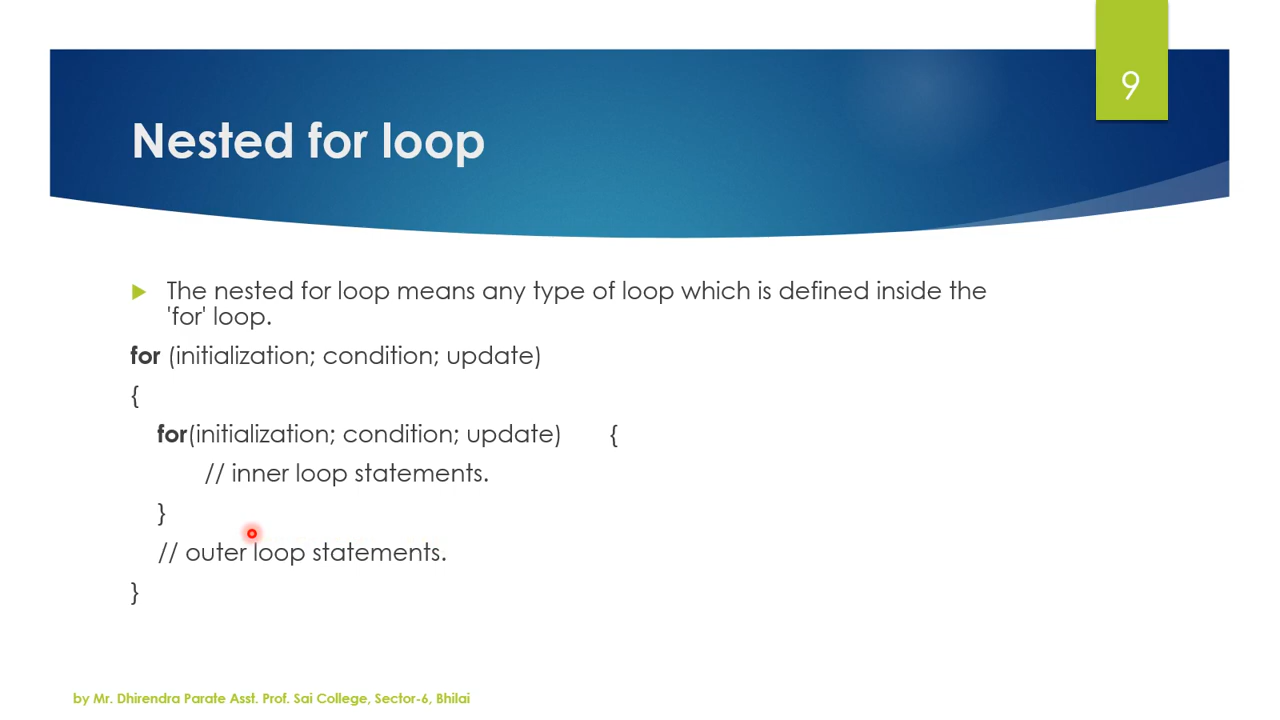 9
Nested for loop
The nested for loop means any type of loop which is defined inside the
'for' loop.
for (initialization; condition; update)
{
for(initialization; condition; update) {
// inner loop statements.
}
// outer loop statements.
}
by Mr. Dhirendra Parate Asst. Prof. Sai College, Sector-6, Bhilai